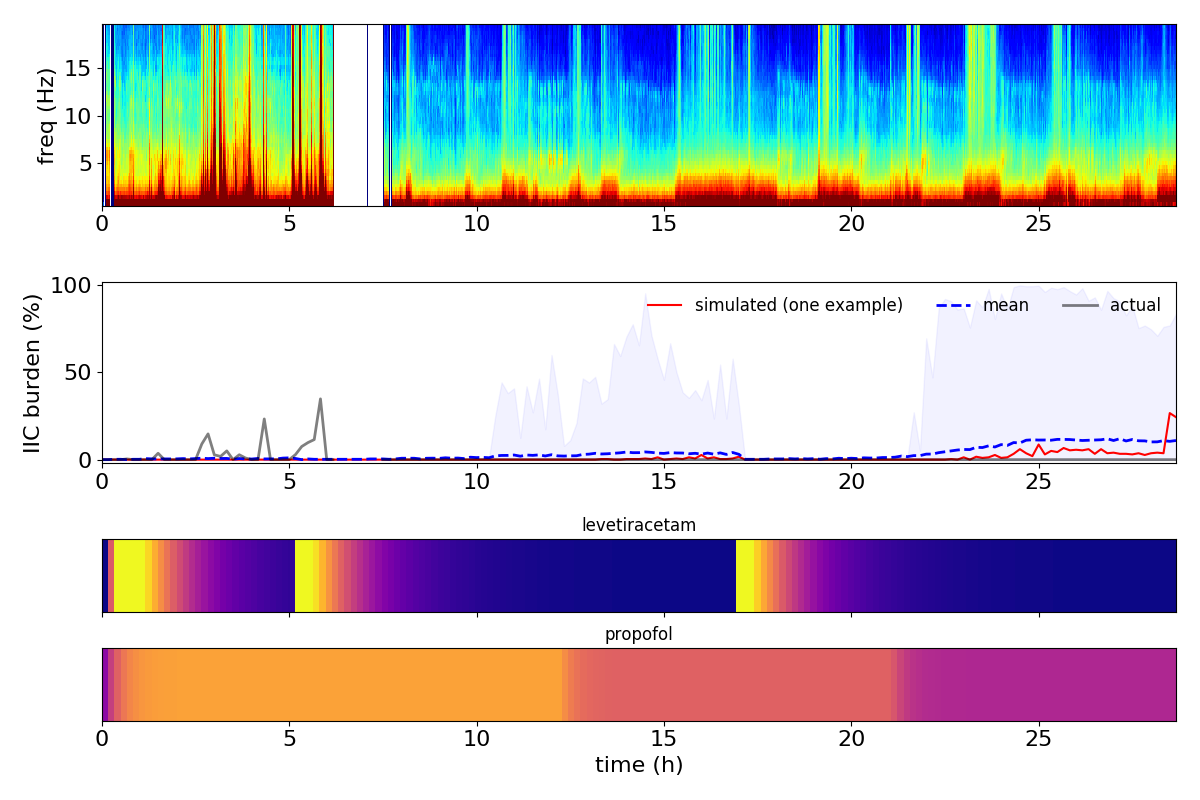 freq (Hz)
15
10
5
0 5 10 15 20 25
IIC burden (%)
100
50
0
simulated (one example) mean actual
0 5 10 15 20 25
levetiracetam
propofol
0 5 10 15 20 25
time (h)